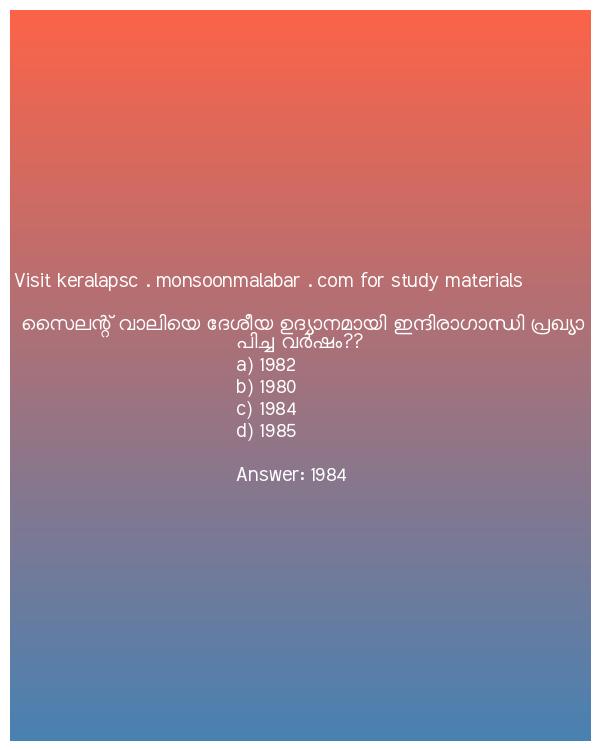 Visit keralapsc . monsoonmalabar . com for study materials
സൈലന്റ് വാലിയെ ദേശീയ ഉദ്യാനമായി ഇന്ദിരാഗാന്ധി പ്രഖ്യാ
പിച്ച വർഷം??
a) 1982
b) 1980
c) 1984
d) 1985
Answer: 1984